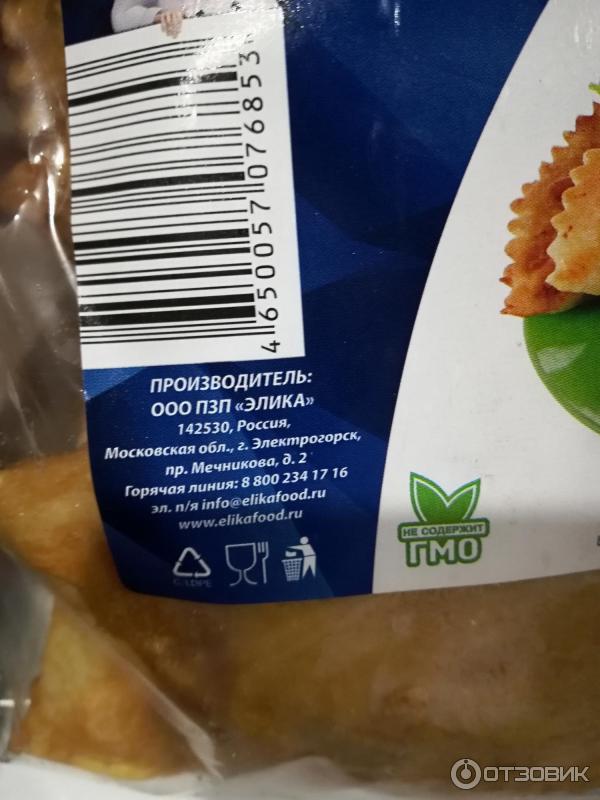 4650057076853
ПРОИЗВОДИТЕЛЬ:
ООО ПЗП «ЭЛИКА»
142530, Россия,
Московская обл., г. Электрогорск,
пр. Мечникова, д. 2
Горячая линия: 8 800 234 17 16
эл. п/я info@elikafood.ru
www.elikafood.ru
C/LDPE
НЕ СОДЕРЖИТ
ГМО
ОТЗОВИК